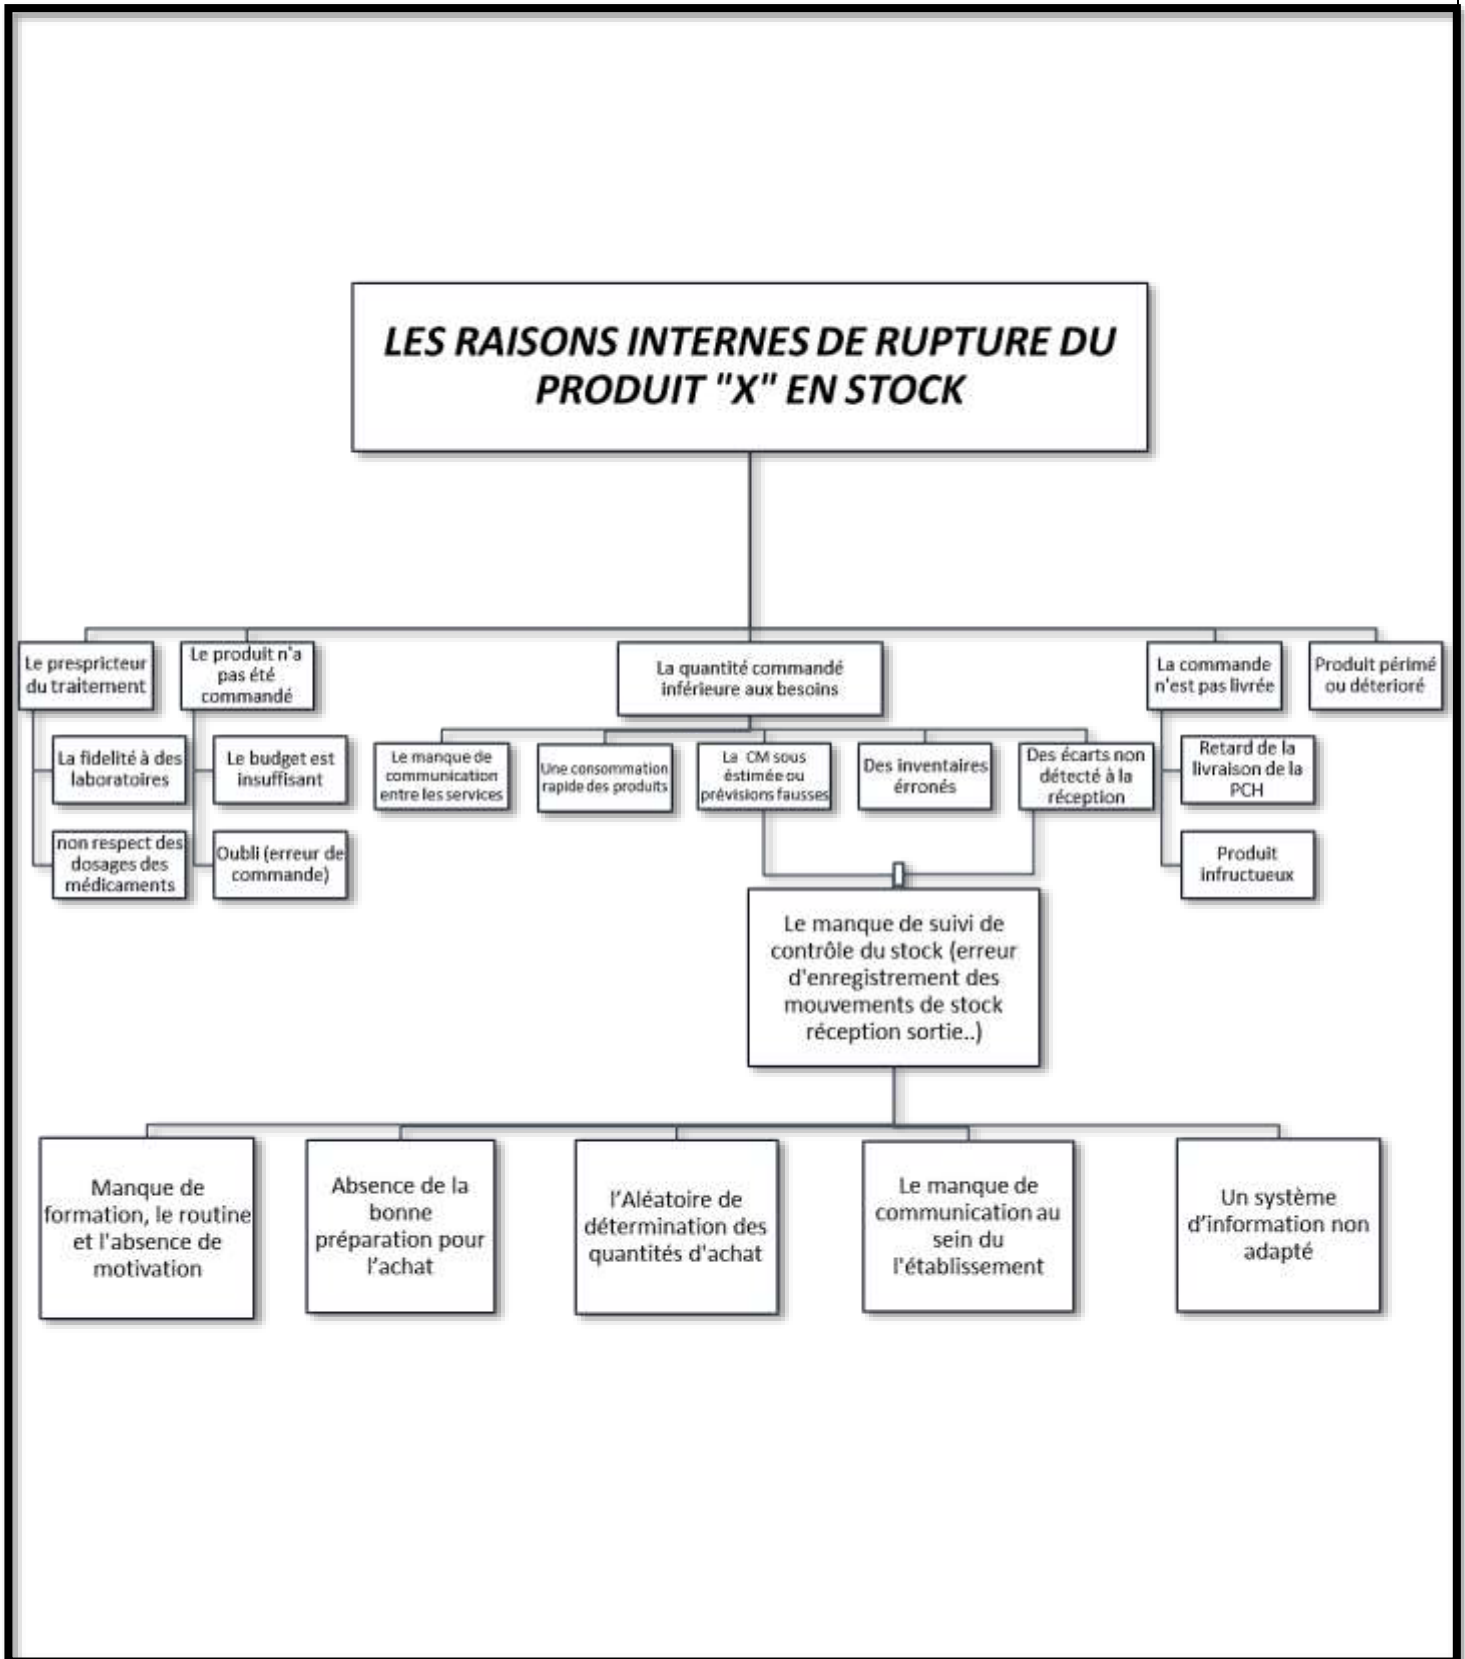 LES RAISONS INTERNES DE RUPTURE DU
PRODUIT "X" EN STOCK
Le prespricteur
du traitement
La fidelité à des
laboratoires
non respect des
dosages des
médicaments
Le produit n'a
pas été
commandé
Le budget est
insuffisant
Oubli (erreur de
commande)
La quantité commandé
inférieure aux besoins
Le manque de
communication
entre les services
Une consommation
rapide des produits
La CM sous
éstimée ou
prévisions fausses
Des inventaires
érronés
Des écarts non
détecté à la
réception
La commande
n'est pas livrée
Retard de la
livraison de la
PCH
Produit
infructueux
Produit périmé
ou déterioré
Le manque de suivi de
contrôle du stock (erreur
d'enregistrement des
mouvements de stock
réception sortie..)
Manque de
formation, le routine
et l'absence de
motivation
Absence de la
bonne
préparation pour
l’achat
l’Aléatoire de
détermination des
quantités d'achat
Le manque de
communication au
sein du
l'établissement
Un système
d’information non
adapté